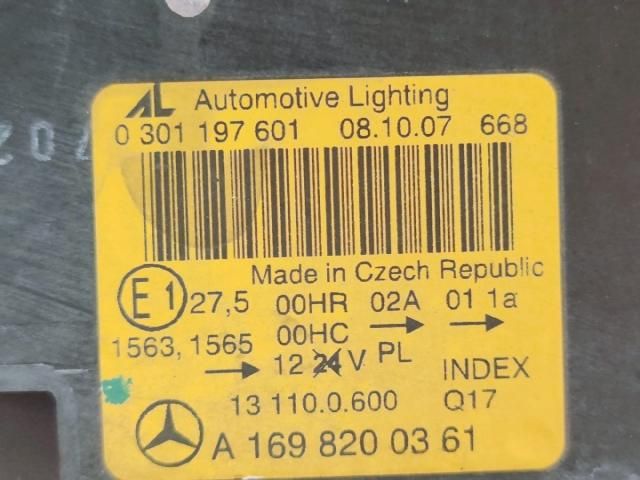 AL Automotive Lighting
0 301 197 601 08.10.07 668
Made in Czech Republic
E1 27,5 00HR 02A 01 1a
1563, 1565 00HC → →
→ 12 24 V PL INDEX
13 110.0.600 Q17
A 169 820 03 61